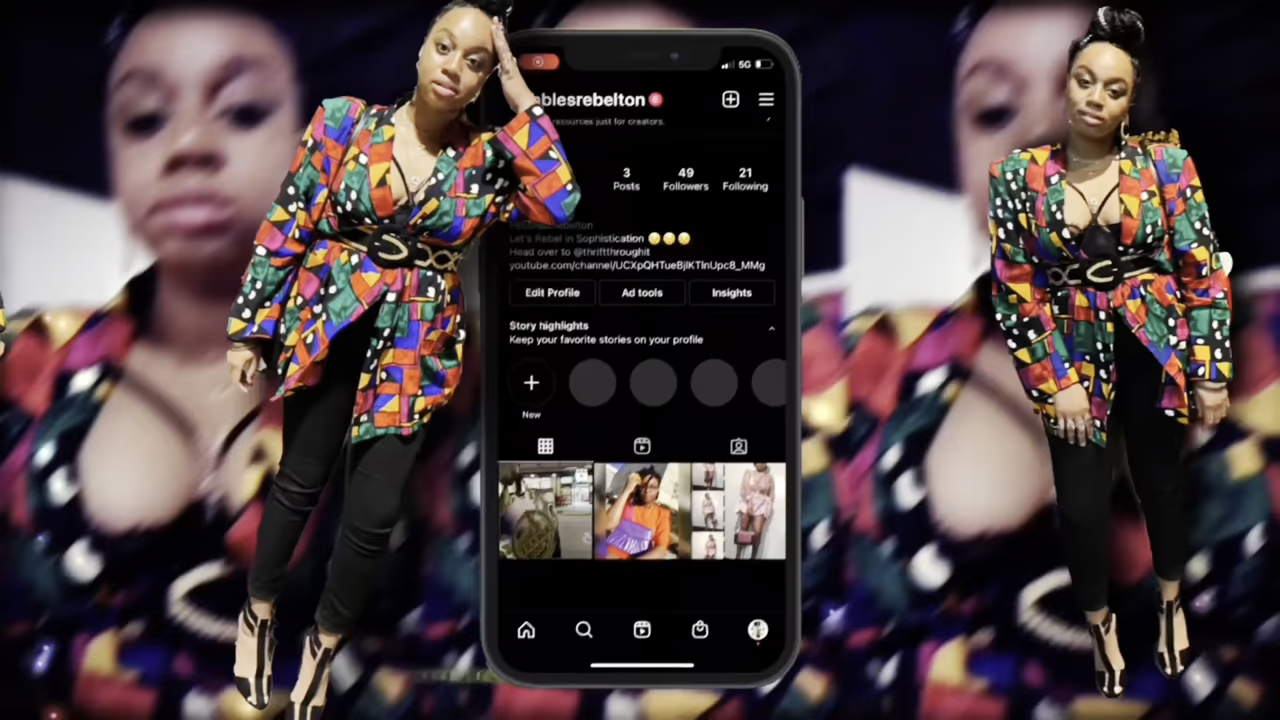 5G
ablesrebelton
resources just for creators.
3 49 21
Posts Followers Following
Let's Rebel in Sophistication
Head over to @thriftthroughit
youtube.com/channel/UCXpQHTueBjlKTlnUpc8_MMg
Edit Profile Ad tools Insights
Story highlights
Keep your favorite stories on your profile
New